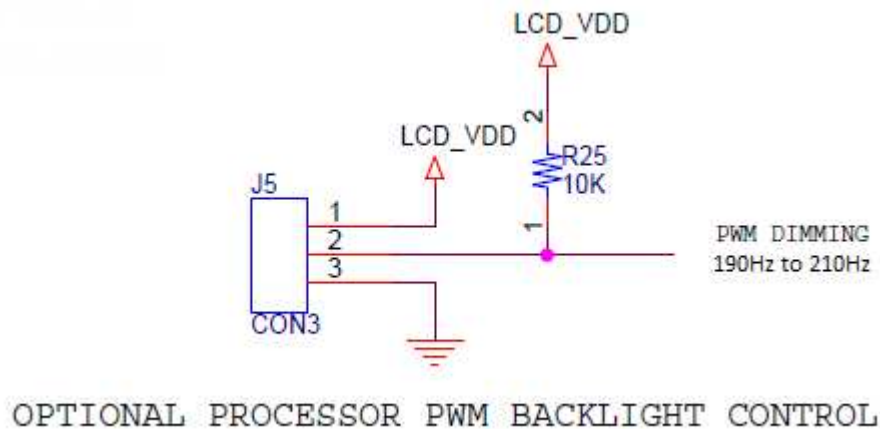 LCD_VDD
2
LCD_VDD
R25
10K
J5
1
2
3
1
PWM DIMMING
190Hz to 210Hz
CON3
OPTIONAL PROCESSOR PWM BACKLIGHT CONTROL